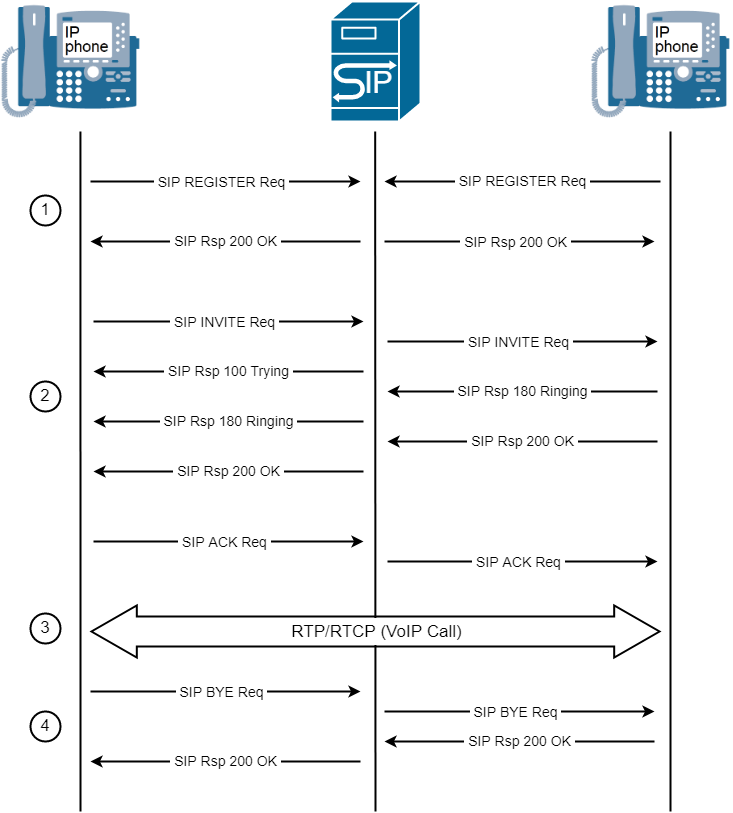 IP
phone
SIP
IP
phone
SIP REGISTER Req
SIP REGISTER Req
1
SIP Rsp 200 OK
SIP Rsp 200 OK
SIP INVITE Req
SIP INVITE Req
SIP Rsp 100 Trying
2
SIP Rsp 180 Ringing
SIP Rsp 180 Ringing
SIP Rsp 200 OK
SIP Rsp 200 OK
SIP ACK Req
SIP ACK Req
3
RTP/RTCP (VoIP Call)
SIP BYE Req
SIP BYE Req
4
SIP Rsp 200 OK
SIP Rsp 200 OK